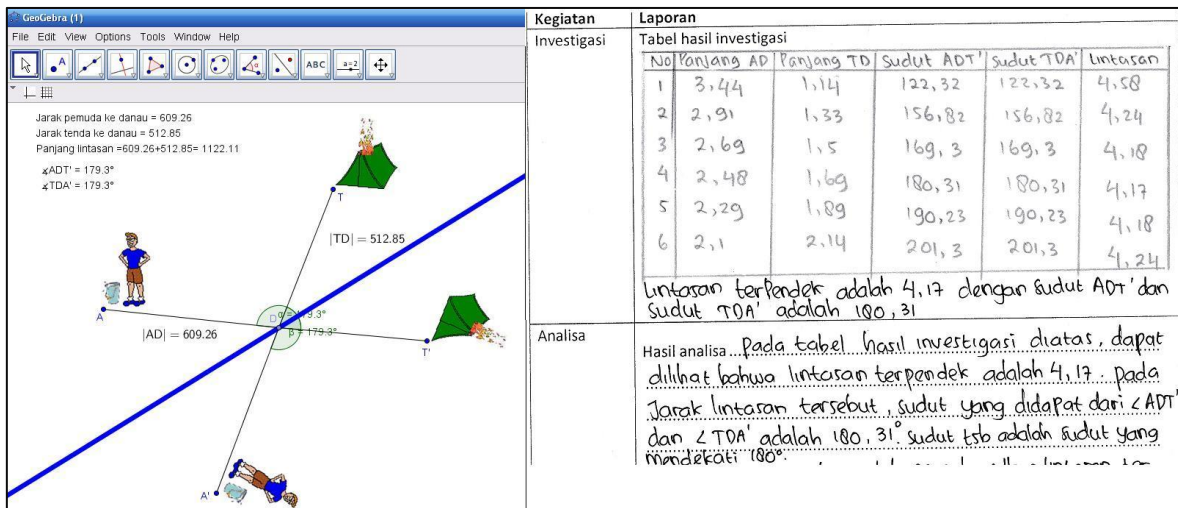 GeoGebra (1)
File Edit View Options Tools Window Help
A
α
ABC
a=2
Jarak pemuda ke danau = 609.26
Jarak tenda ke danau = 512.85
Panjang lintasan =609.26+512.85= 1122.11
∡ADT' = 179.3°
∡TDA' = 179.3°
T
|TD| = 512.85
A
|AD| = 609.26
D
α = 179.3°
β = 179.3°
T'
A'
Kegiatan Laporan
Investigasi Tabel hasil investigasi
No Panjang AD Panjang TD Sudut ADT' Sudut TDA' Lintasan
1 3,44 1,14 122,32 122,32 4,58
2 2,91 1,33 156,82 156,82 4,24
3 2,69 1,5 169,3 169,3 4,18
4 2,48 1,69 180,31 180,31 4,17
5 2,29 1,89 190,23 190,23 4,18
6 2,1 2,14 201,3 201,3 4,24
Lintasan terpendek adalah 4,17 dengan sudut ADT' dan
sudut TDA' adalah 180,31
Analisa
Hasil analisa pada tabel hasil investigasi diatas, dapat
dilihat bahwa lintasan terpendek adalah 4,17. pada
Jarak lintasan tersebut, sudut yang didapat dari ∠ADT'
dan ∠TDA' adalah 180,31°. sudut tsb adalah sudut yang
mendekati 180°.